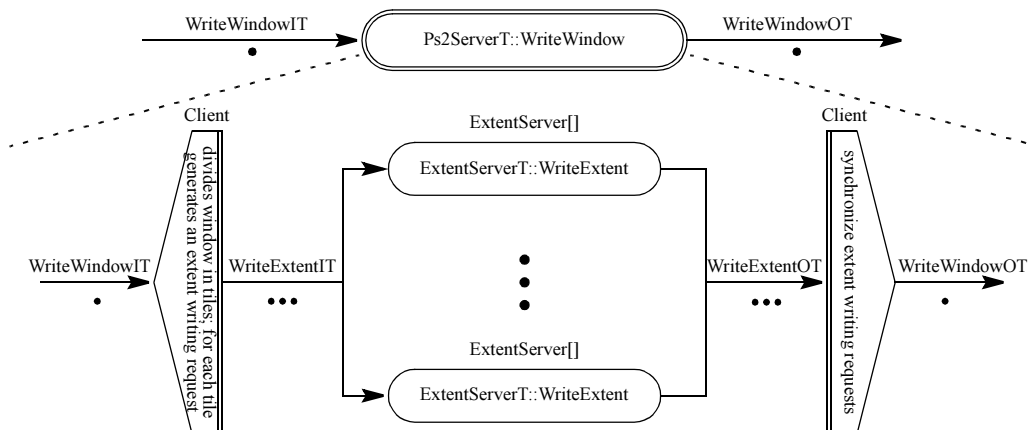 WriteWindowIT
Ps2ServerT::WriteWindow
WriteWindowOT
Client
ExtentServer[]
Client
ExtentServerT::WriteExtent
divides window in tiles; for each tile
generates an extent writing request
synchronize extent writing requests
WriteWindowIT
WriteExtentIT
WriteExtentOT
WriteWindowOT
ExtentServer[]
ExtentServerT::WriteExtent